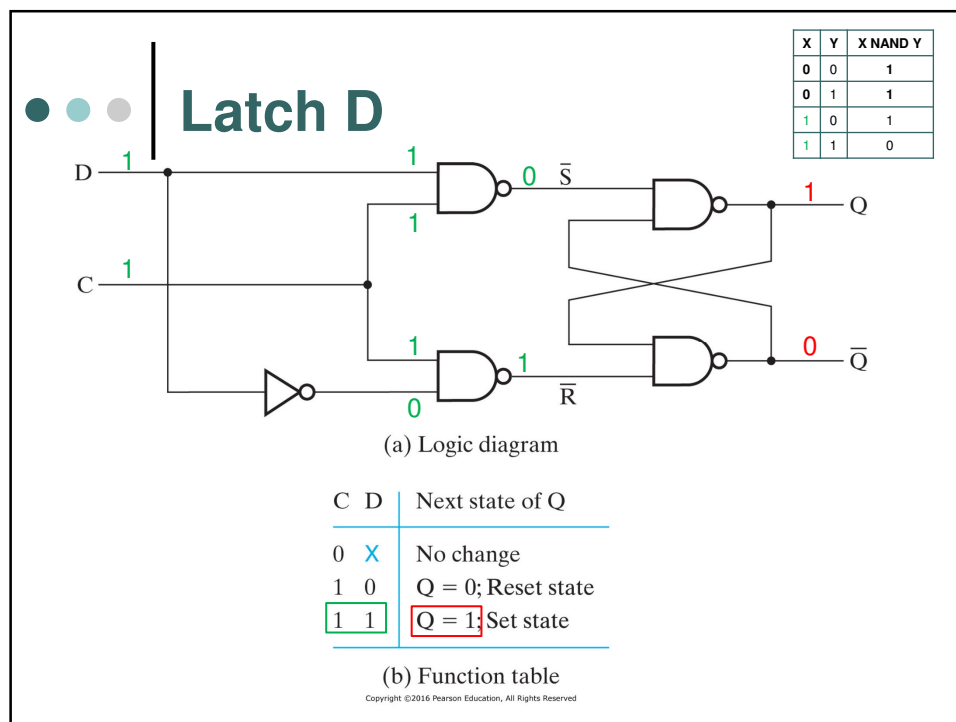 X Y X NAND Y
0 0 1
0 1 1
1 0 1
1 1 0
Latch D
D 1 1 0 S̅ 1 Q
1
C 1
1 1 R̅ 0 Q̅
0
(a) Logic diagram
C D Next state of Q
0 X No change
1 0 Q = 0; Reset state
1 1 Q = 1; Set state
(b) Function table
Copyright ©2016 Pearson Education, All Rights Reserved